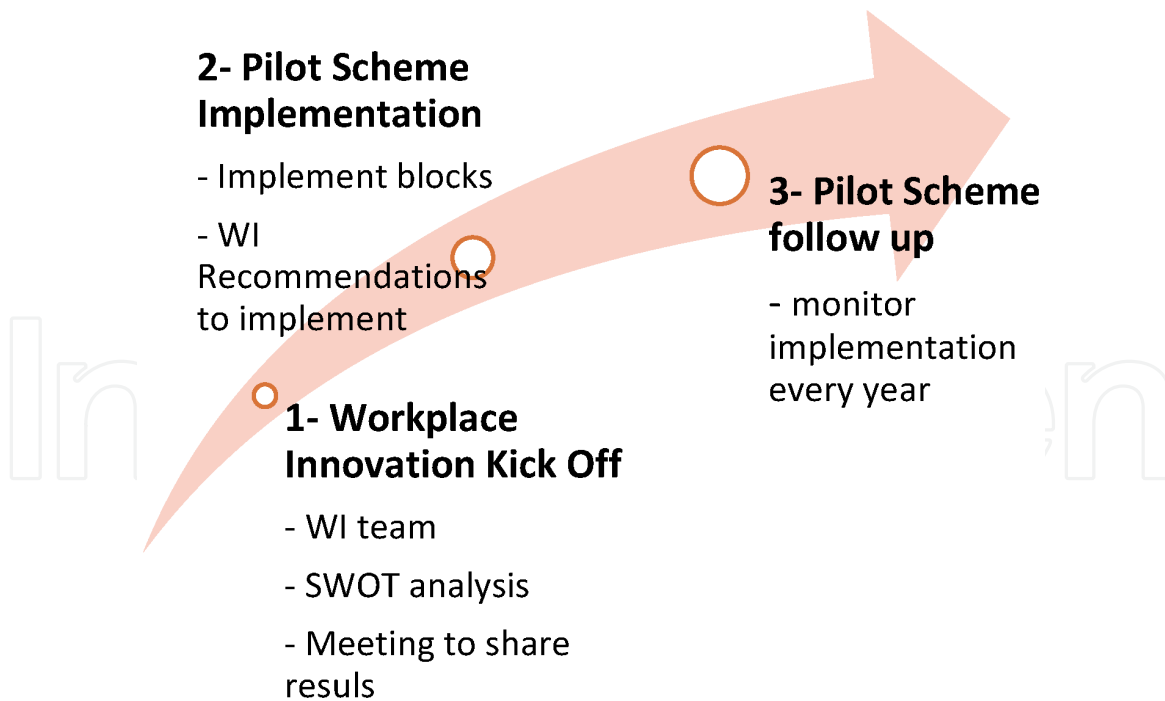 2- Pilot Scheme
Implementation
- Implement blocks
- WI
Recommendations
to implement
3- Pilot Scheme
follow up
- monitor
implementation
every year
1- Workplace
Innovation Kick Off
- WI team
- SWOT analysis
- Meeting to share
resuls